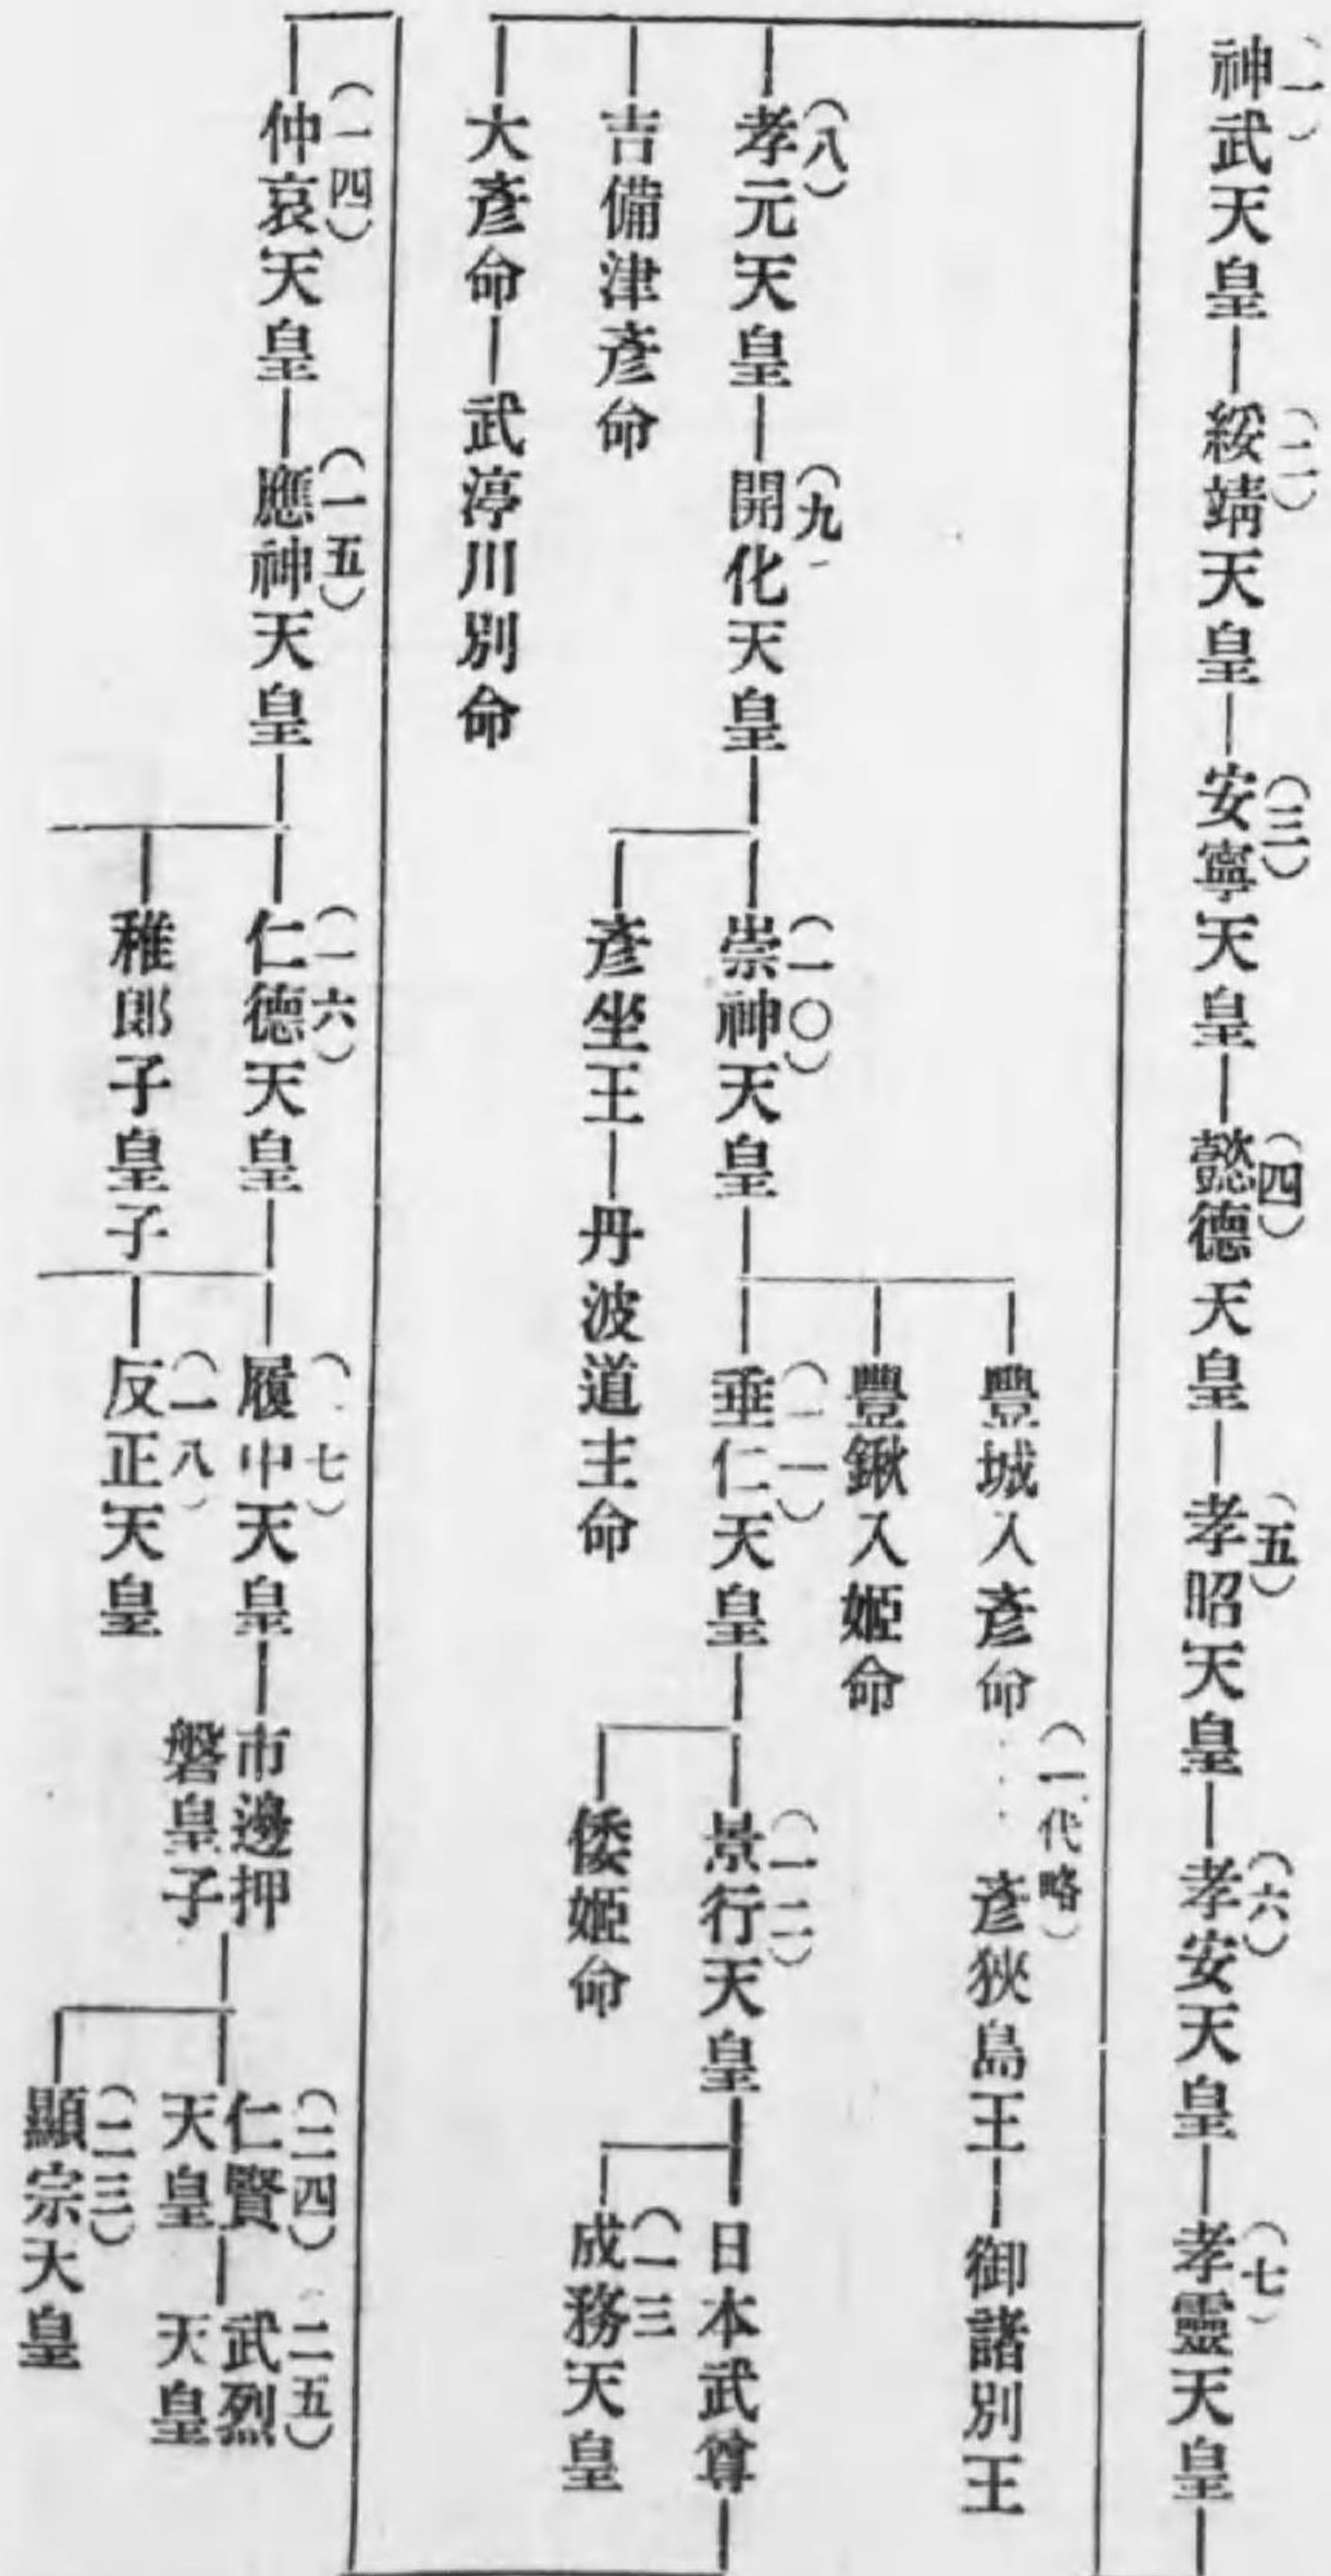 (一)神武天皇―(二)綏靖天皇―(三)安寧天皇―(四)懿德天皇―(五)孝昭天皇―(六)孝安天皇―(七)孝靈天皇
豐城入彥命…(一代略)彥狹島王―御諸別王
豐鍬入姬命
(八)孝元天皇―(九)開化天皇―(一〇)崇神天皇―(一一)垂仁天皇―(一二)景行天皇―日本武尊
吉備津彥命
彥坐王―丹波道主命
倭姬命
(一三成務天皇
大彥命―武渟川別命
(一四)仲哀天皇―(一五)應神天皇―(一六)仁德天皇―(七)履中天皇―市邊押磐皇子―(二四)仁賢天皇―二五)武烈天皇
稚郎子皇子
(一八)反正天皇
(二三)顯宗天皇